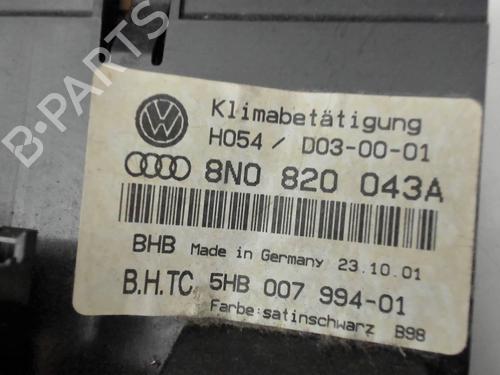 Klimabetätigung
H054 / D03-00-01
8N0 820 043A
BHB Made in Germany 23.10.01
B.H.TC 5HB 007 994-01
Farbe:satinschwarz B98
B-PARTS